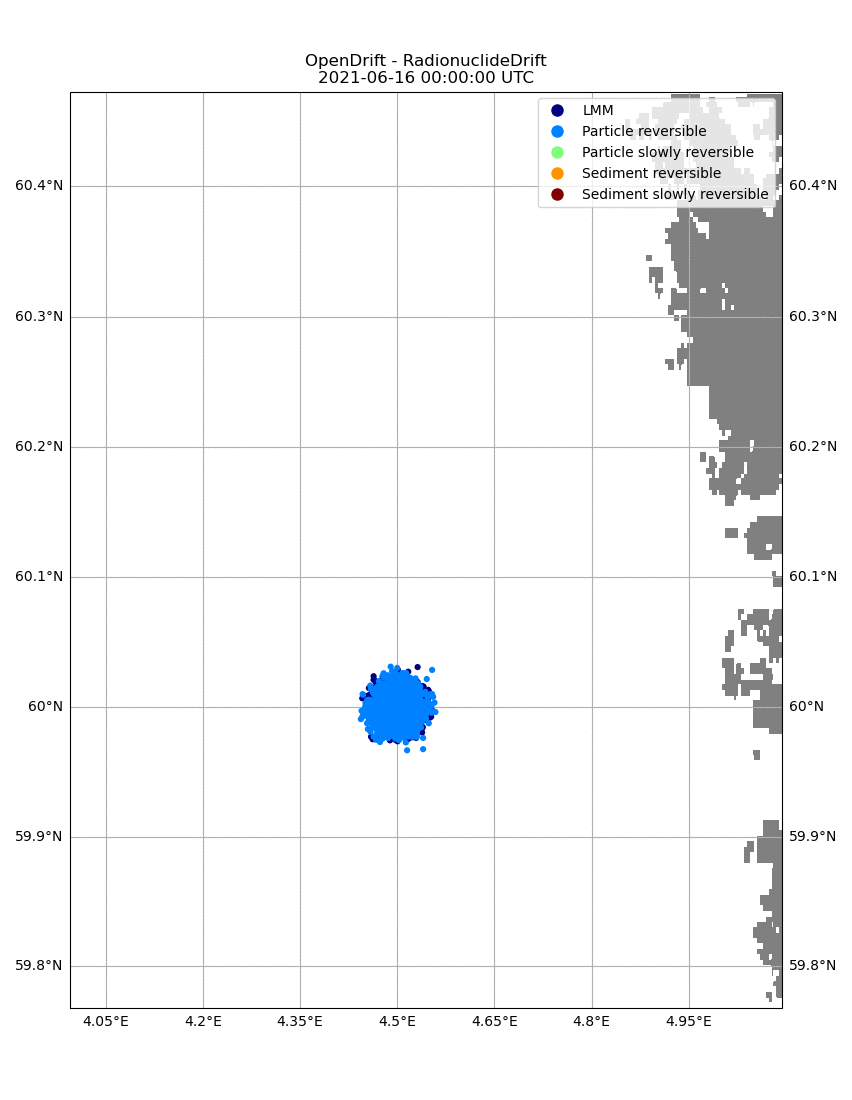 OpenDrift - RadionuclideDrift
2021-06-16 00:00:00 UTC
LMM
Particle reversible
Particle slowly reversible
Sediment reversible
Sediment slowly reversible
60.4°N 60.4°N
60.3°N 60.3°N
60.2°N 60.2°N
60.1°N 60.1°N
60°N 60°N
59.9°N 59.9°N
59.8°N 59.8°N
4.05°E 4.2°E 4.35°E 4.5°E 4.65°E 4.8°E 4.95°E